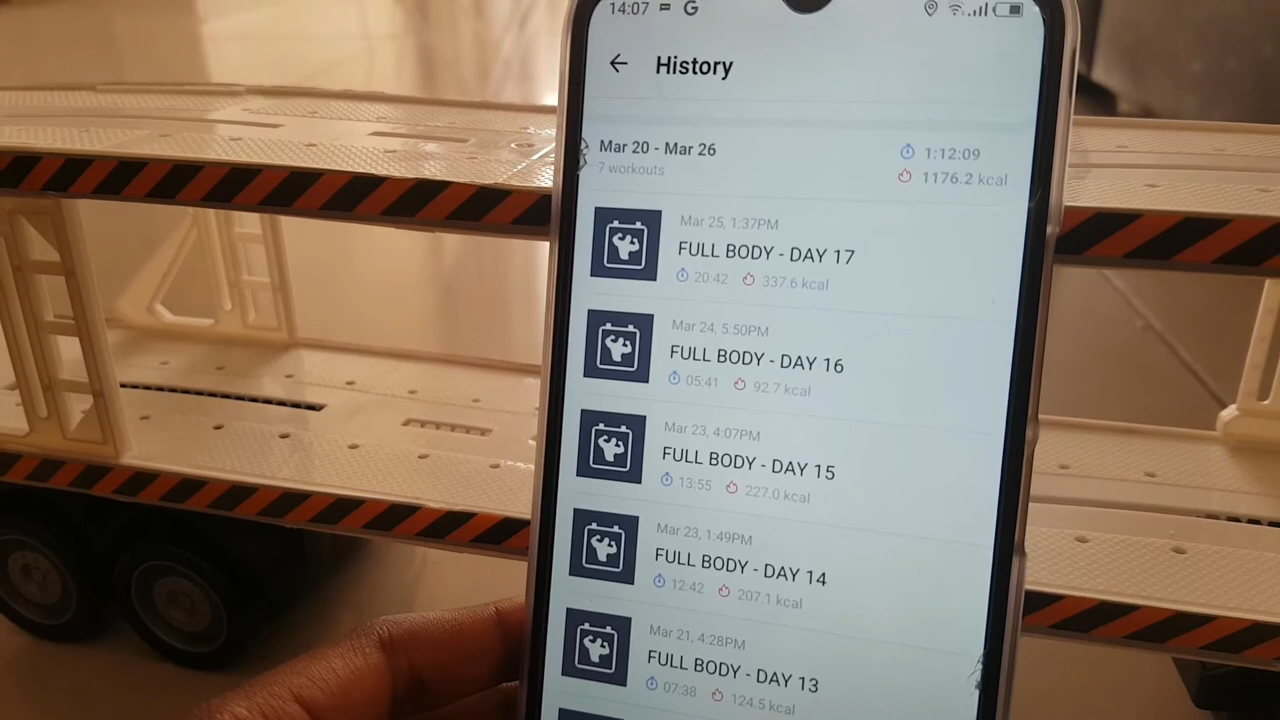 14:07
History
Mar 20 - Mar 26
7 workouts
1:12:09
1176.2 kcal
Mar 25, 1:37PM
FULL BODY - DAY 17
20:42 337.6 kcal
Mar 24, 5:50PM
FULL BODY - DAY 16
05:41 92.7 kcal
Mar 23, 4:07PM
FULL BODY - DAY 15
13:55 227.0 kcal
Mar 23, 1:49PM
FULL BODY - DAY 14
12:42 207.1 kcal
Mar 21, 4:28PM
FULL BODY - DAY 13
07:38 124.5 kcal